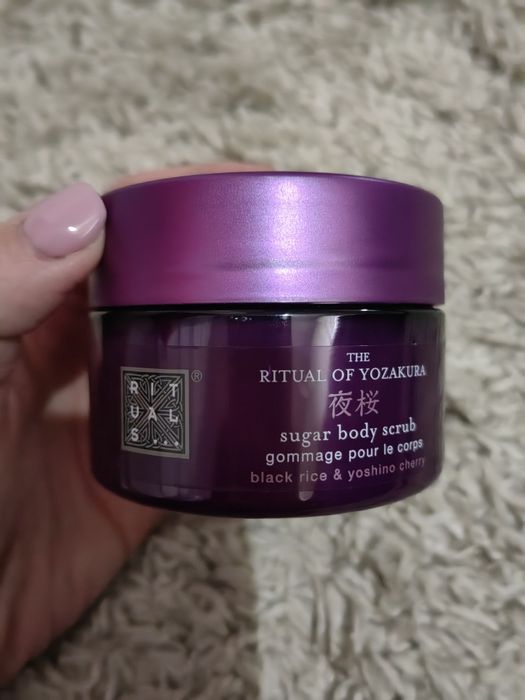 RITUALS...
®
THE
RITUAL OF YOZAKURA
夜桜
sugar body scrub
gommage pour le corps
black rice & yoshino cherry